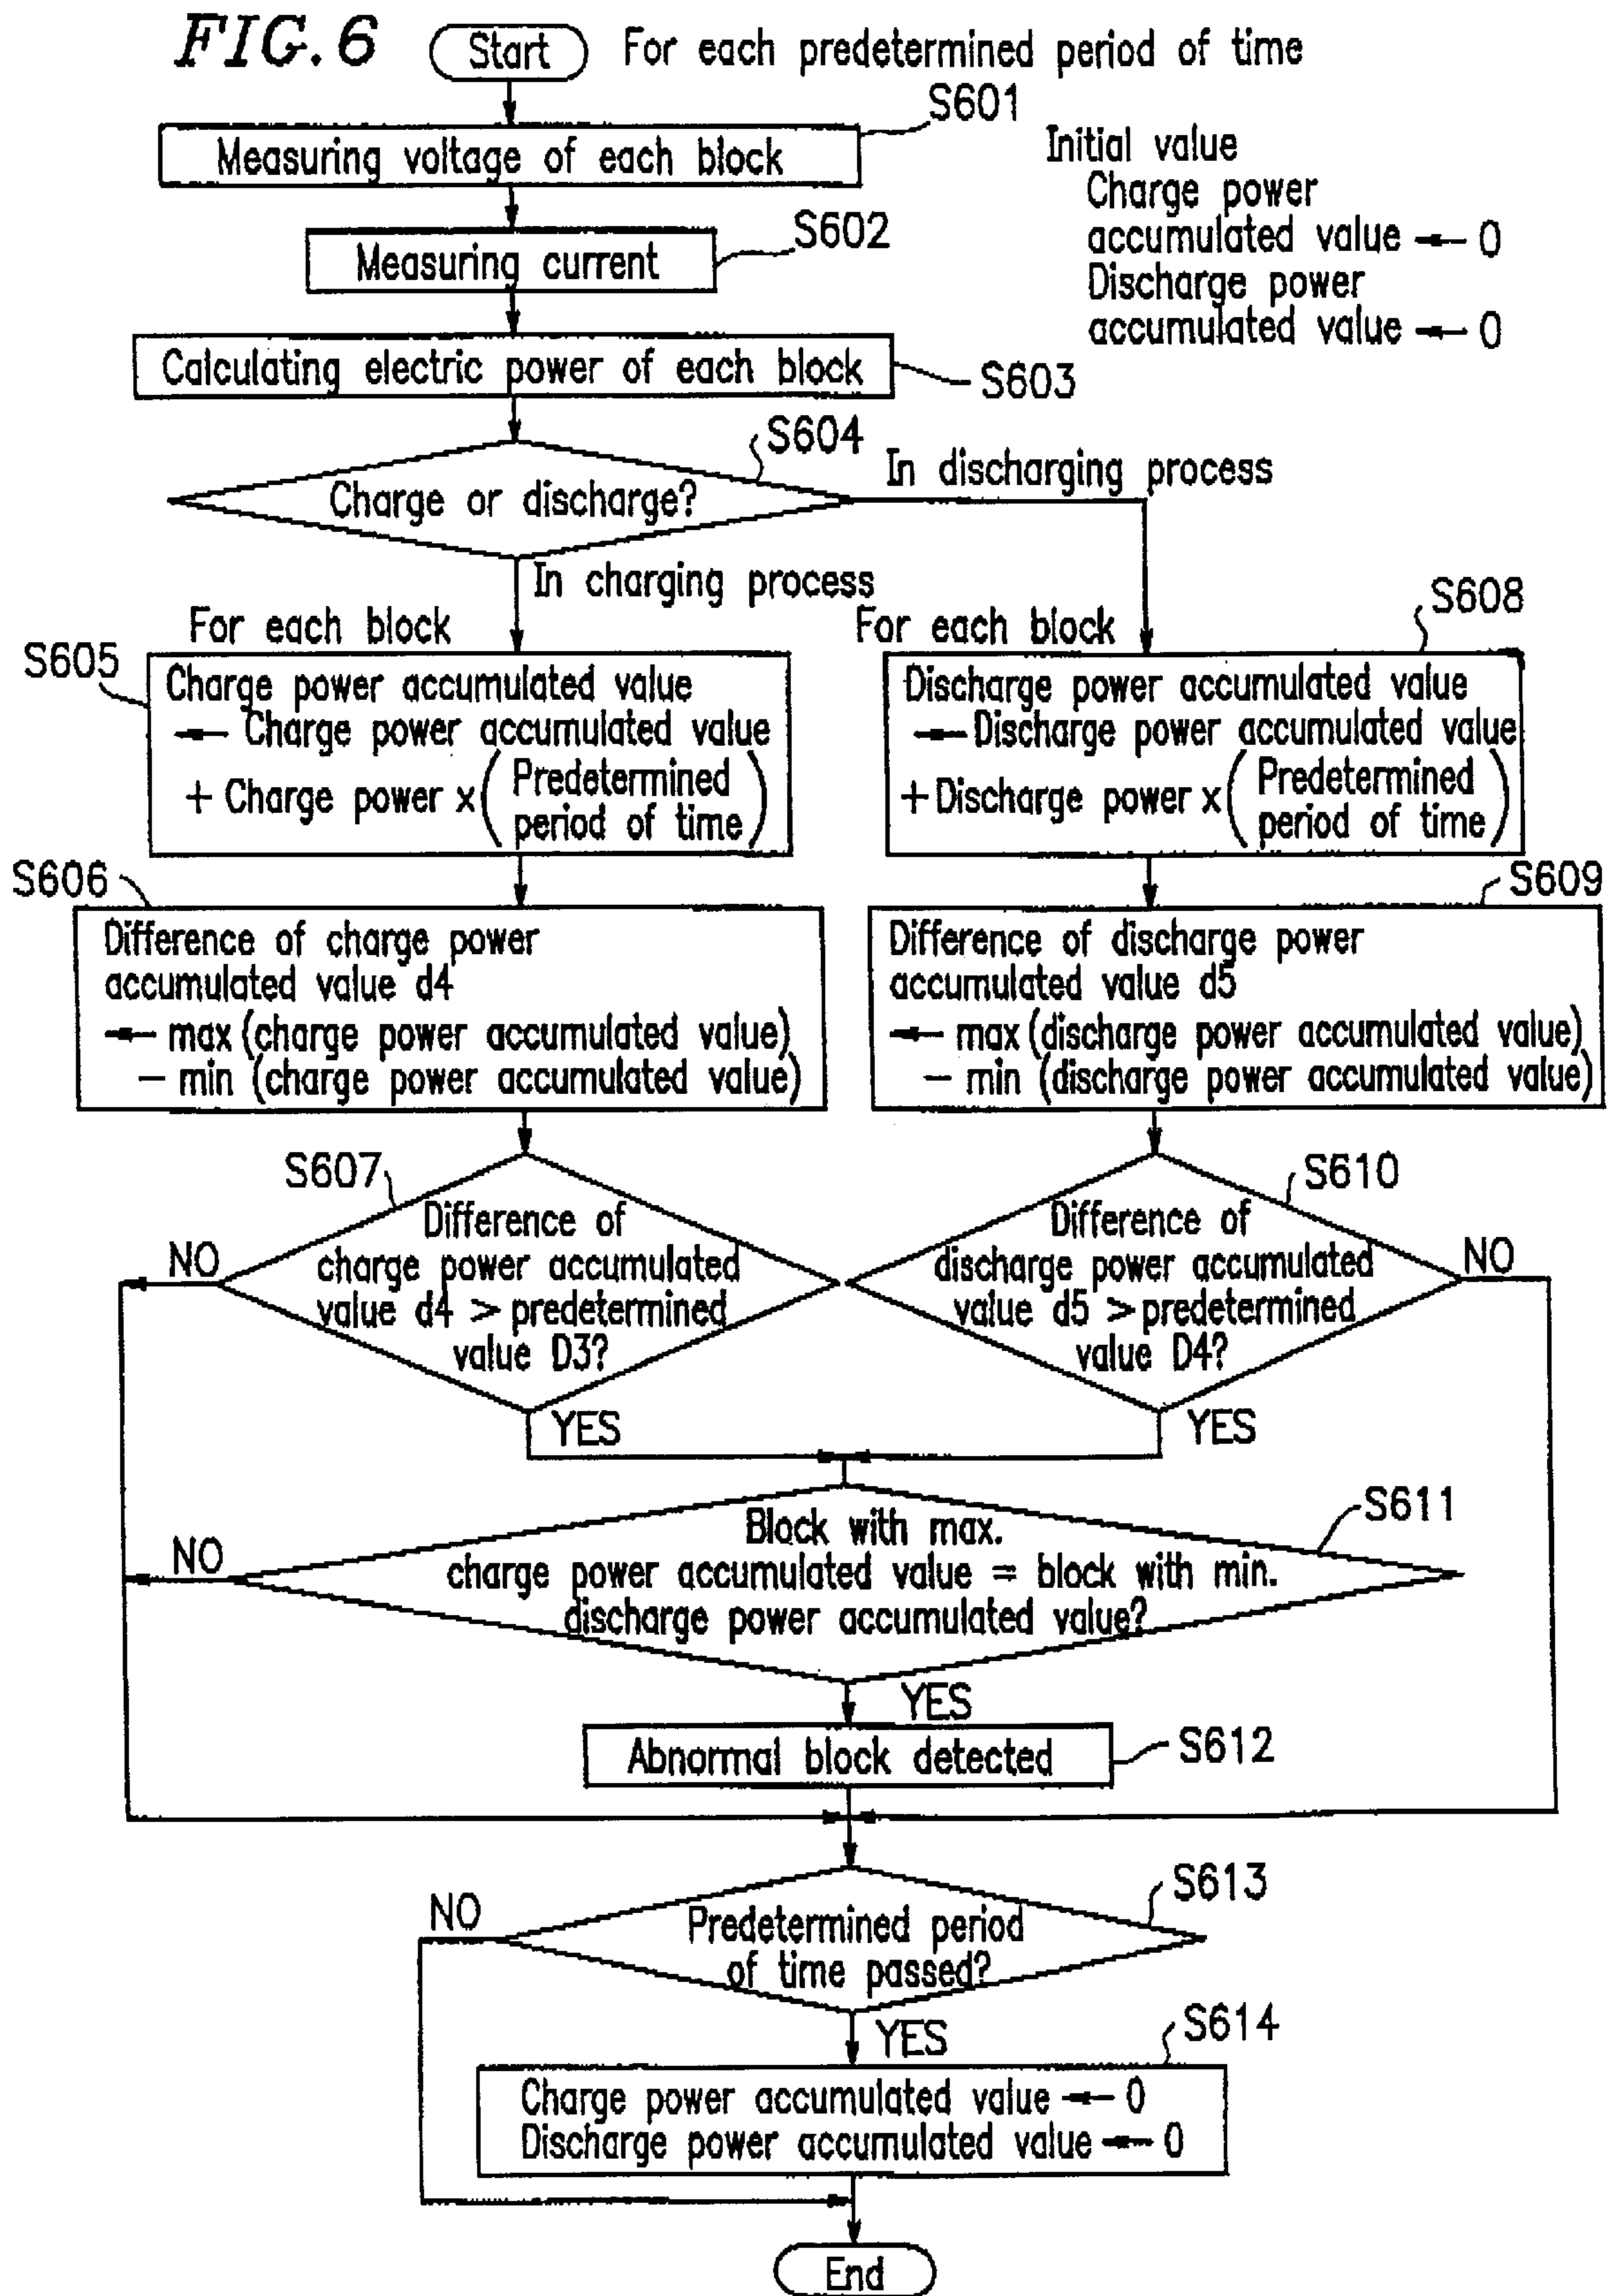 FIG. 6
Start
For each predetermined period of time
S601
Measuring voltage of each block
Initial value
Charge power
accumulated value ← 0
Discharge power
accumulated value ← 0
S602
Measuring current
Calculating electric power of each block
S603
S604
Charge or discharge?
In discharging process
In charging process
For each block
S605
Charge power accumulated value
← Charge power accumulated value
+ Charge power × (Predetermined
period of time)
For each block
S608
Discharge power accumulated value
← Discharge power accumulated value
+ Discharge power × (Predetermined
period of time)
S606
Difference of charge power
accumulated value d4
← max (charge power accumulated value)
− min (charge power accumulated value)
S609
Difference of discharge power
accumulated value d5
← max (discharge power accumulated value)
− min (discharge power accumulated value)
S607
Difference of
charge power accumulated
value d4 > predetermined
value D3?
NO
YES
S610
Difference of
discharge power accumulated
value d5 > predetermined
value D4?
NO
YES
S611
Block with max.
charge power accumulated value = block with min.
discharge power accumulated value?
NO
YES
Abnormal block detected
S612
S613
NO
Predetermined period
of time passed?
YES
S614
Charge power accumulated value ← 0
Discharge power accumulated value ← 0
End